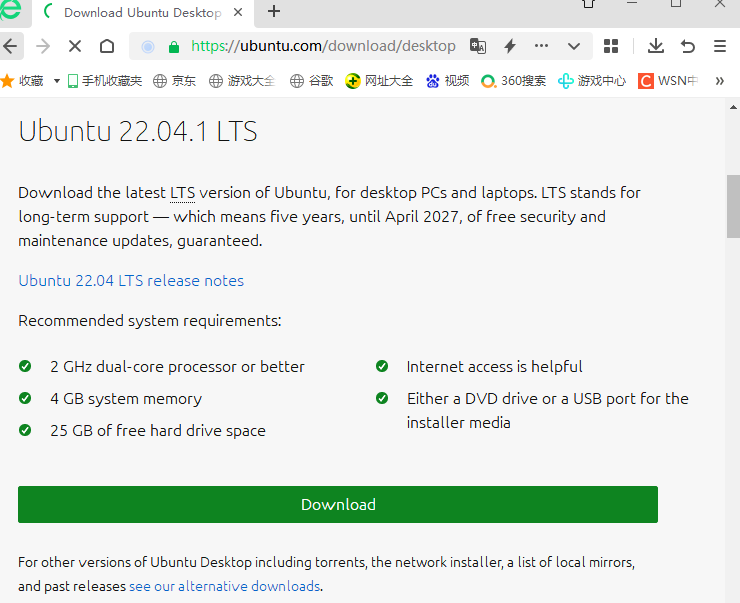 Download Ubuntu Desktop
https://ubuntu.com/download/desktop
收藏 手机收藏夹 京东 游戏大全 谷歌 网址大全 视频 360搜索 游戏中心 WSN中
Ubuntu 22.04.1 LTS
Download the latest LTS version of Ubuntu, for desktop PCs and laptops. LTS stands for
long-term support — which means five years, until April 2027, of free security and
maintenance updates, guaranteed.
Ubuntu 22.04 LTS release notes
Recommended system requirements:
2 GHz dual-core processor or better
4 GB system memory
25 GB of free hard drive space
Internet access is helpful
Either a DVD drive or a USB port for the
installer media
Download
For other versions of Ubuntu Desktop including torrents, the network installer, a list of local mirrors,
and past releases see our alternative downloads.